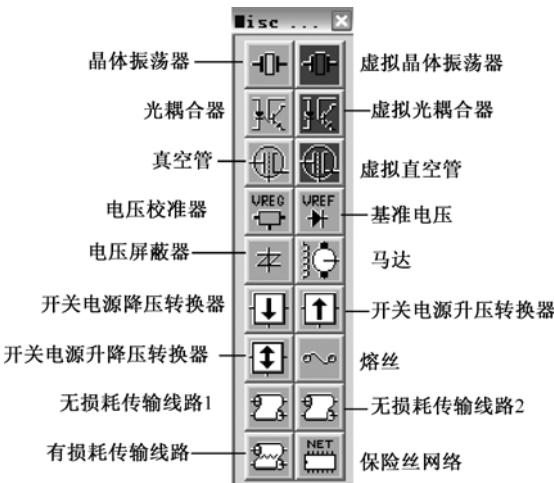 Misc ...
晶体振荡器
虚拟晶体振荡器
光耦合器
虚拟光耦合器
真空管
虚拟直空管
VREG
VREF
电压校准器
基准电压
电压屏蔽器
马达
开关电源降压转换器
开关电源升压转换器
开关电源升降压转换器
熔丝
无损耗传输线路1
无损耗传输线路2
有损耗传输线路
NET
保险丝网络